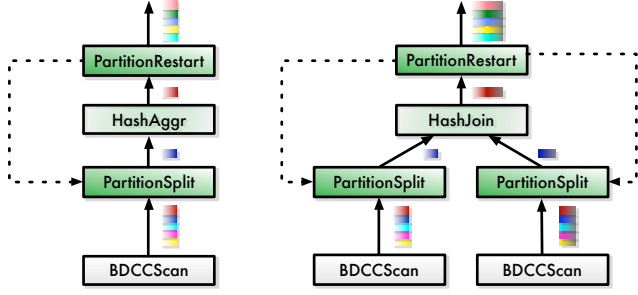 PartitionRestart
HashAggr
PartitionSplit
BDCCScan
PartitionRestart
HashJoin
PartitionSplit PartitionSplit
BDCCScan BDCCScan